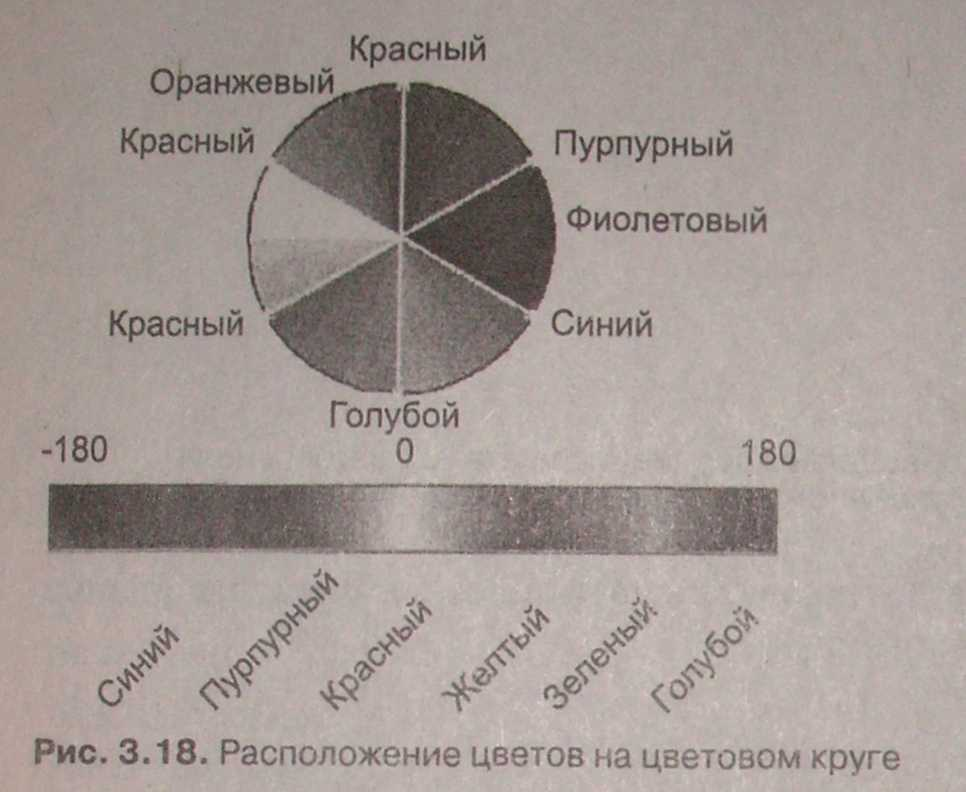 Красный
Оранжевый
Красный
Пурпурный
Фиолетовый
Красный
Синий
Голубой
-180 0 180
Синий Пурпурный Красный Желтый Зеленый Голубой
Рис. 3.18. Расположение цветов на цветовом круге